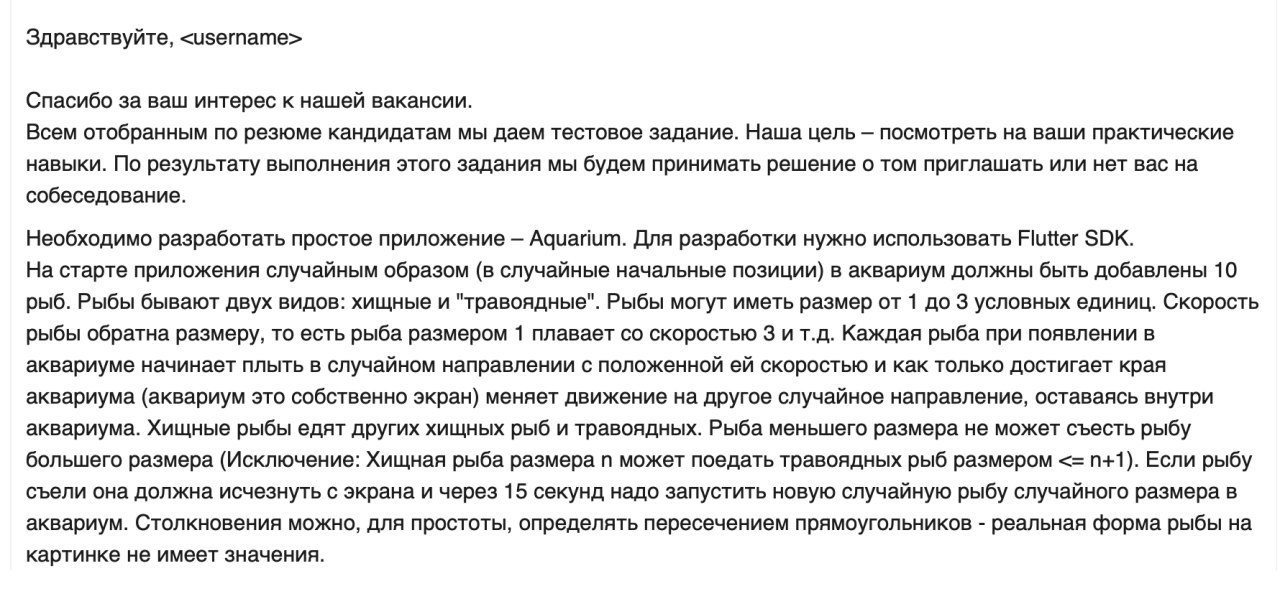 Здравствуйте, <username>
Спасибо за ваш интерес к нашей вакансии.
Всем отобранным по резюме кандидатам мы даем тестовое задание. Наша цель – посмотреть на ваши практические
навыки. По результату выполнения этого задания мы будем принимать решение о том приглашать или нет вас на
собеседование.
Необходимо разработать простое приложение – Aquarium. Для разработки нужно использовать Flutter SDK.
На старте приложения случайным образом (в случайные начальные позиции) в аквариум должны быть добавлены 10
рыб. Рыбы бывают двух видов: хищные и "травоядные". Рыбы могут иметь размер от 1 до 3 условных единиц. Скорость
рыбы обратна размеру, то есть рыба размером 1 плавает со скоростью 3 и т.д. Каждая рыба при появлении в
аквариуме начинает плыть в случайном направлении с положенной ей скоростью и как только достигает края
аквариума (аквариум это собственно экран) меняет движение на другое случайное направление, оставаясь внутри
аквариума. Хищные рыбы едят других хищных рыб и травоядных. Рыба меньшего размера не может съесть рыбу
большего размера (Исключение: Хищная рыба размера n может поедать травоядных рыб размером <= n+1). Если рыбу
съели она должна исчезнуть с экрана и через 15 секунд надо запустить новую случайную рыбу случайного размера в
аквариум. Столкновения можно, для простоты, определять пересечением прямоугольников - реальная форма рыбы на
картинке не имеет значения.